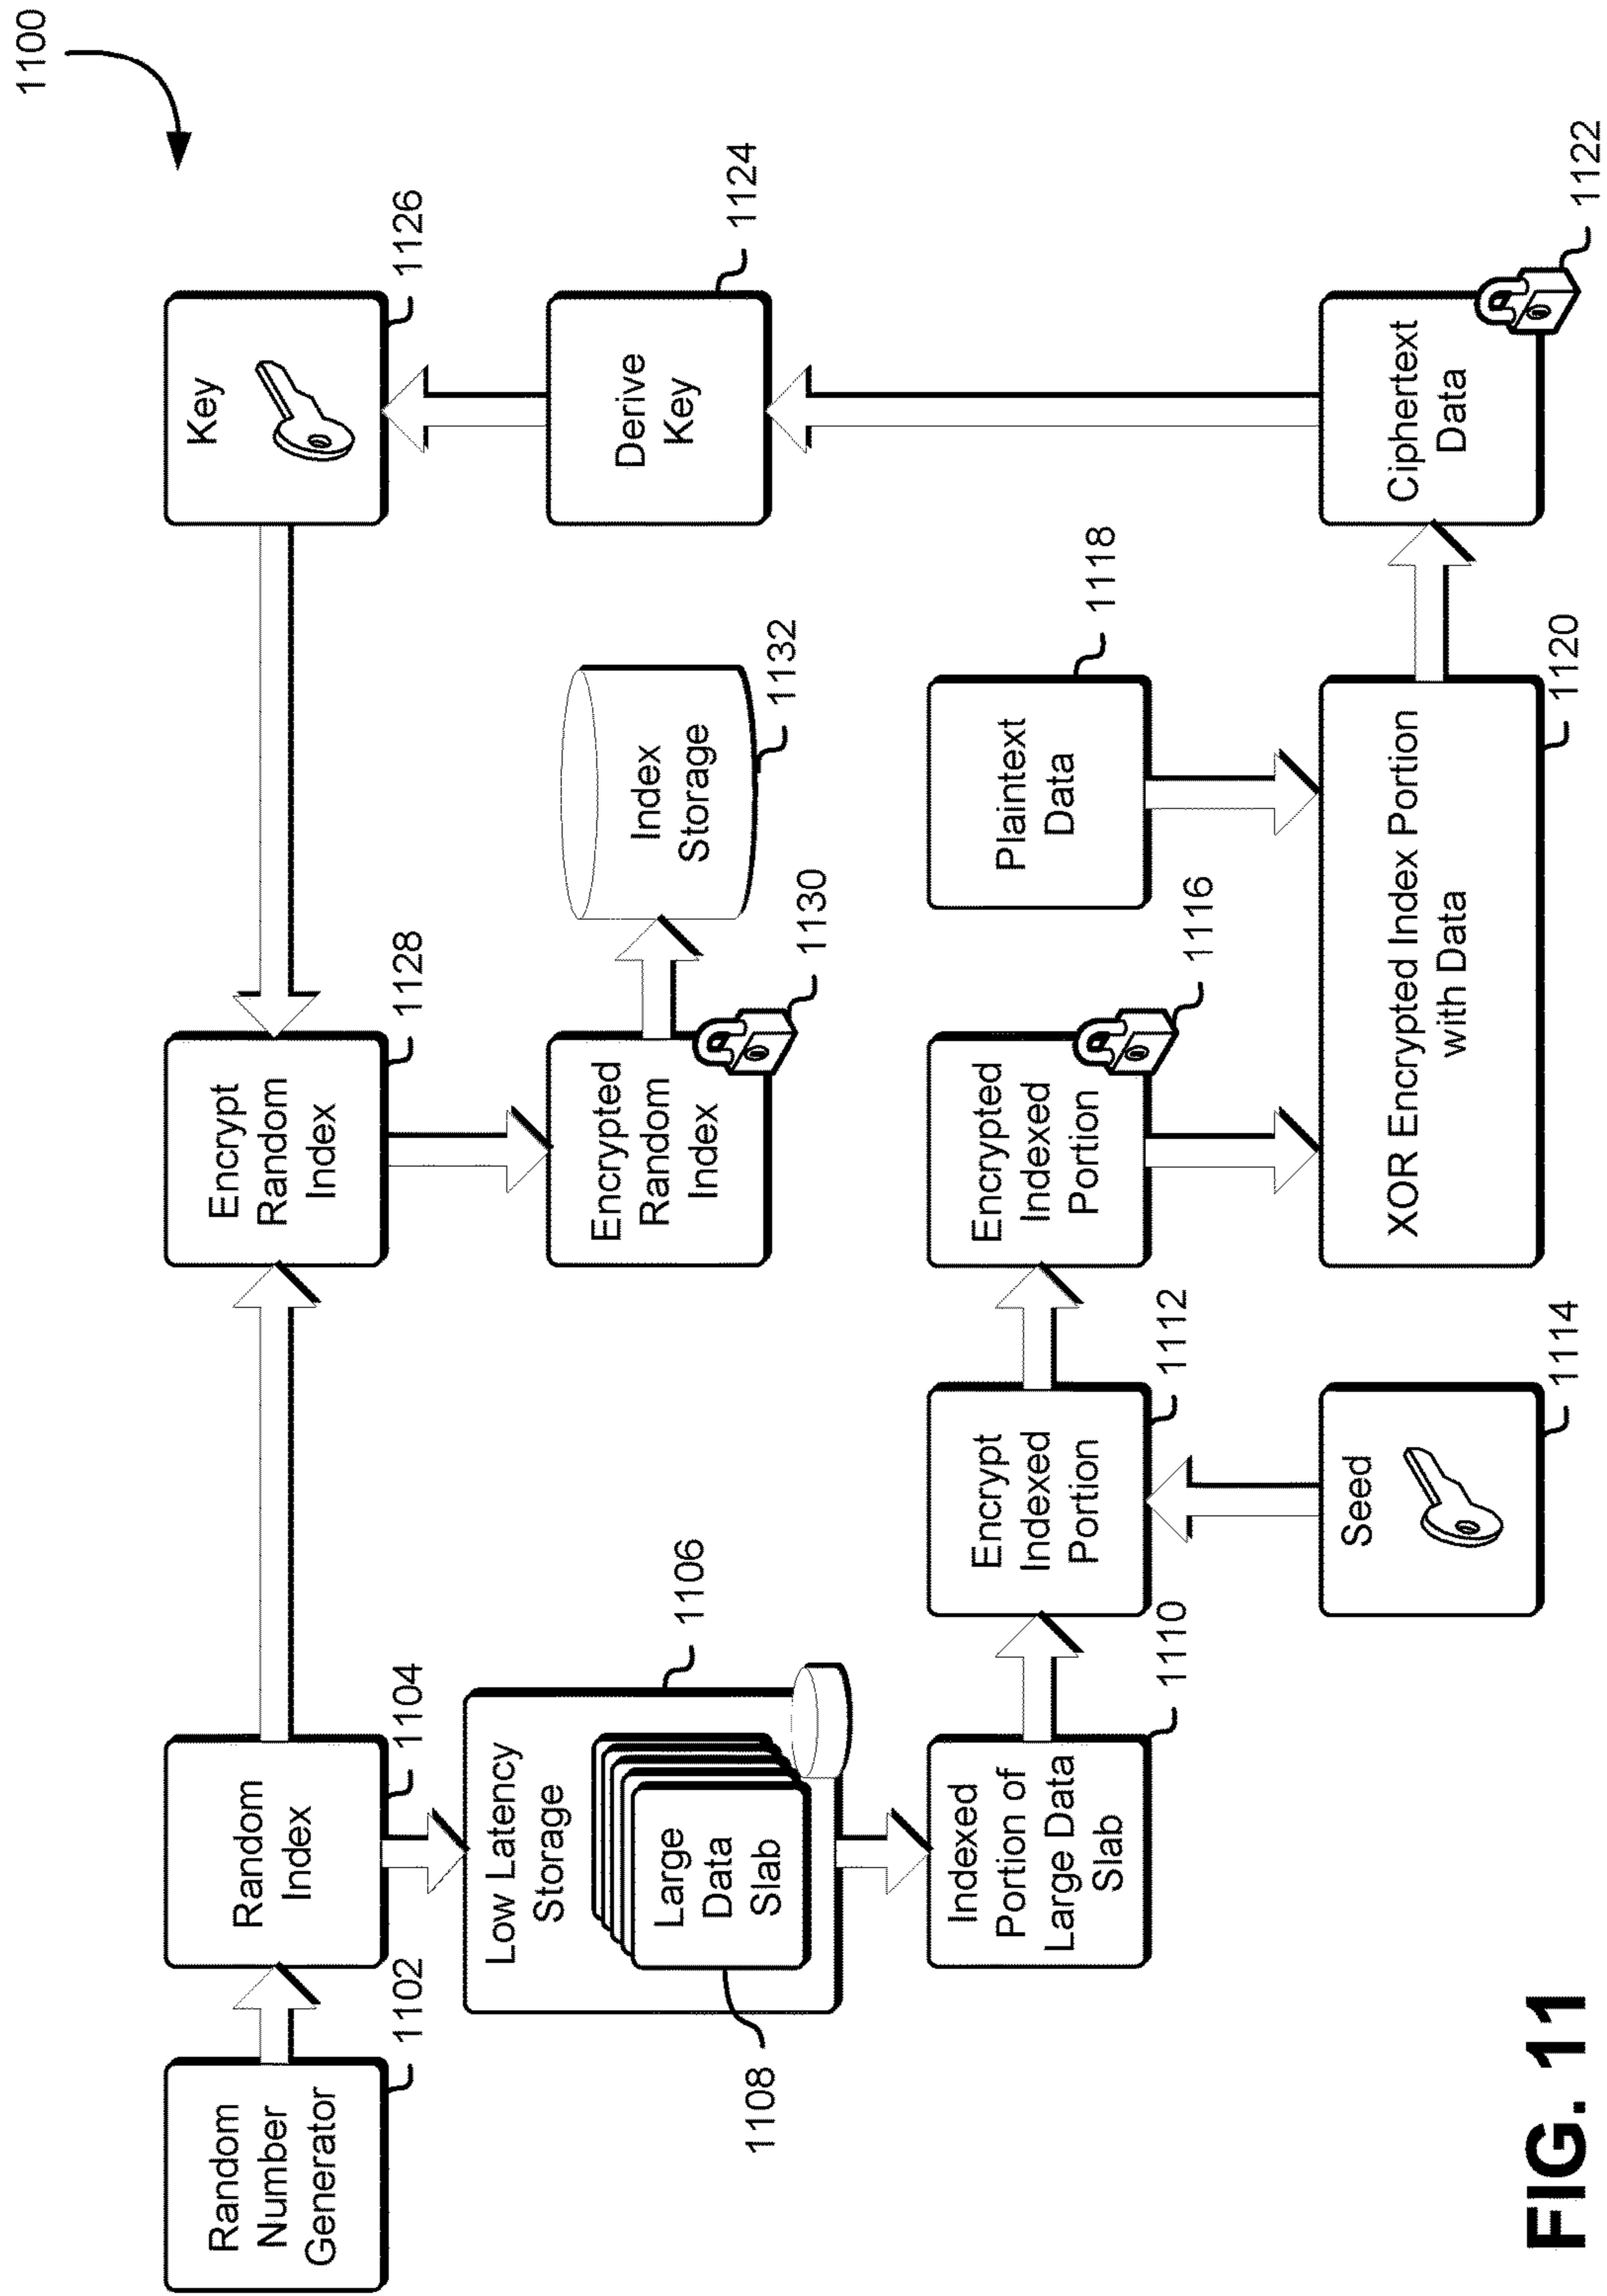 1100
Random
Number
Generator
1102
Random
Index
1104
Encrypt
Random
Index
1128
Key
1126
Low Latency
Storage
1106
Large
Data
Slab
1108
Encrypted
Random
Index
1130
Index
Storage
1132
Derive
Key
1124
Indexed
Portion of
Large Data
Slab
1110
Encrypt
Indexed
Portion
1112
Encrypted
Indexed
Portion
1116
Plaintext
Data
1118
Seed
1114
XOR Encrypted Index Portion
with Data
1120
Ciphertext
Data
1122
FIG. 11